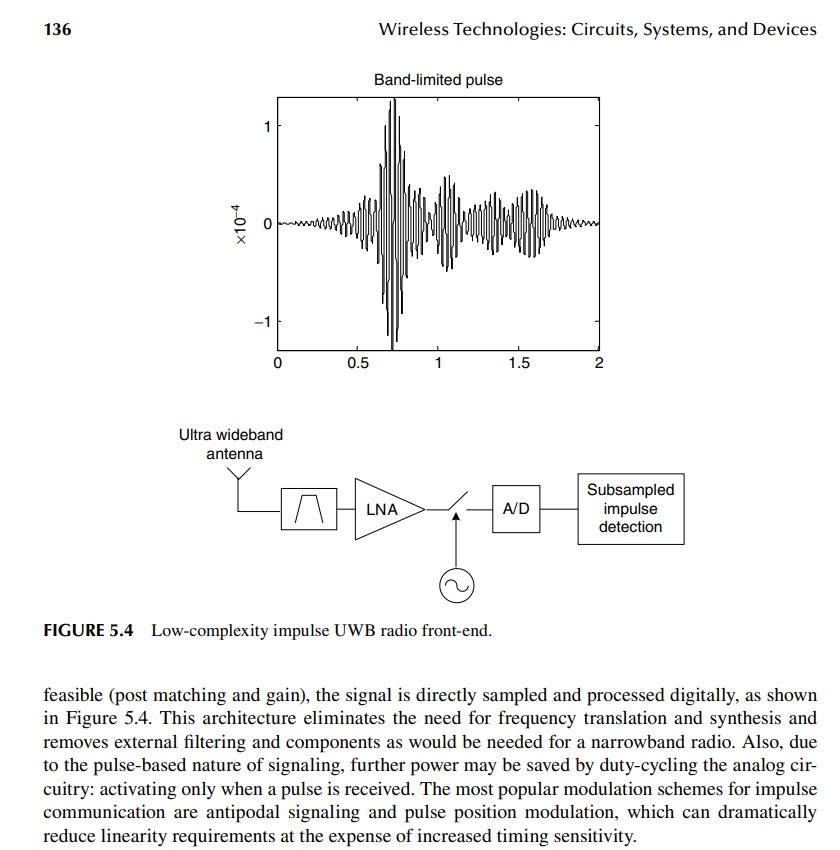 136
Wireless Technologies: Circuits, Systems, and Devices
Band-limited pulse
1
0
−1
×10−4
0
0.5
1
1.5
2
Ultra wideband
antenna
LNA
A/D
Subsampled
impulse
detection
FIGURE 5.4 Low-complexity impulse UWB radio front-end.
feasible (post matching and gain), the signal is directly sampled and processed digitally, as shown
in Figure 5.4. This architecture eliminates the need for frequency translation and synthesis and
removes external filtering and components as would be needed for a narrowband radio. Also, due
to the pulse-based nature of signaling, further power may be saved by duty-cycling the analog cir-
cuitry: activating only when a pulse is received. The most popular modulation schemes for impulse
communication are antipodal signaling and pulse position modulation, which can dramatically
reduce linearity requirements at the expense of increased timing sensitivity.